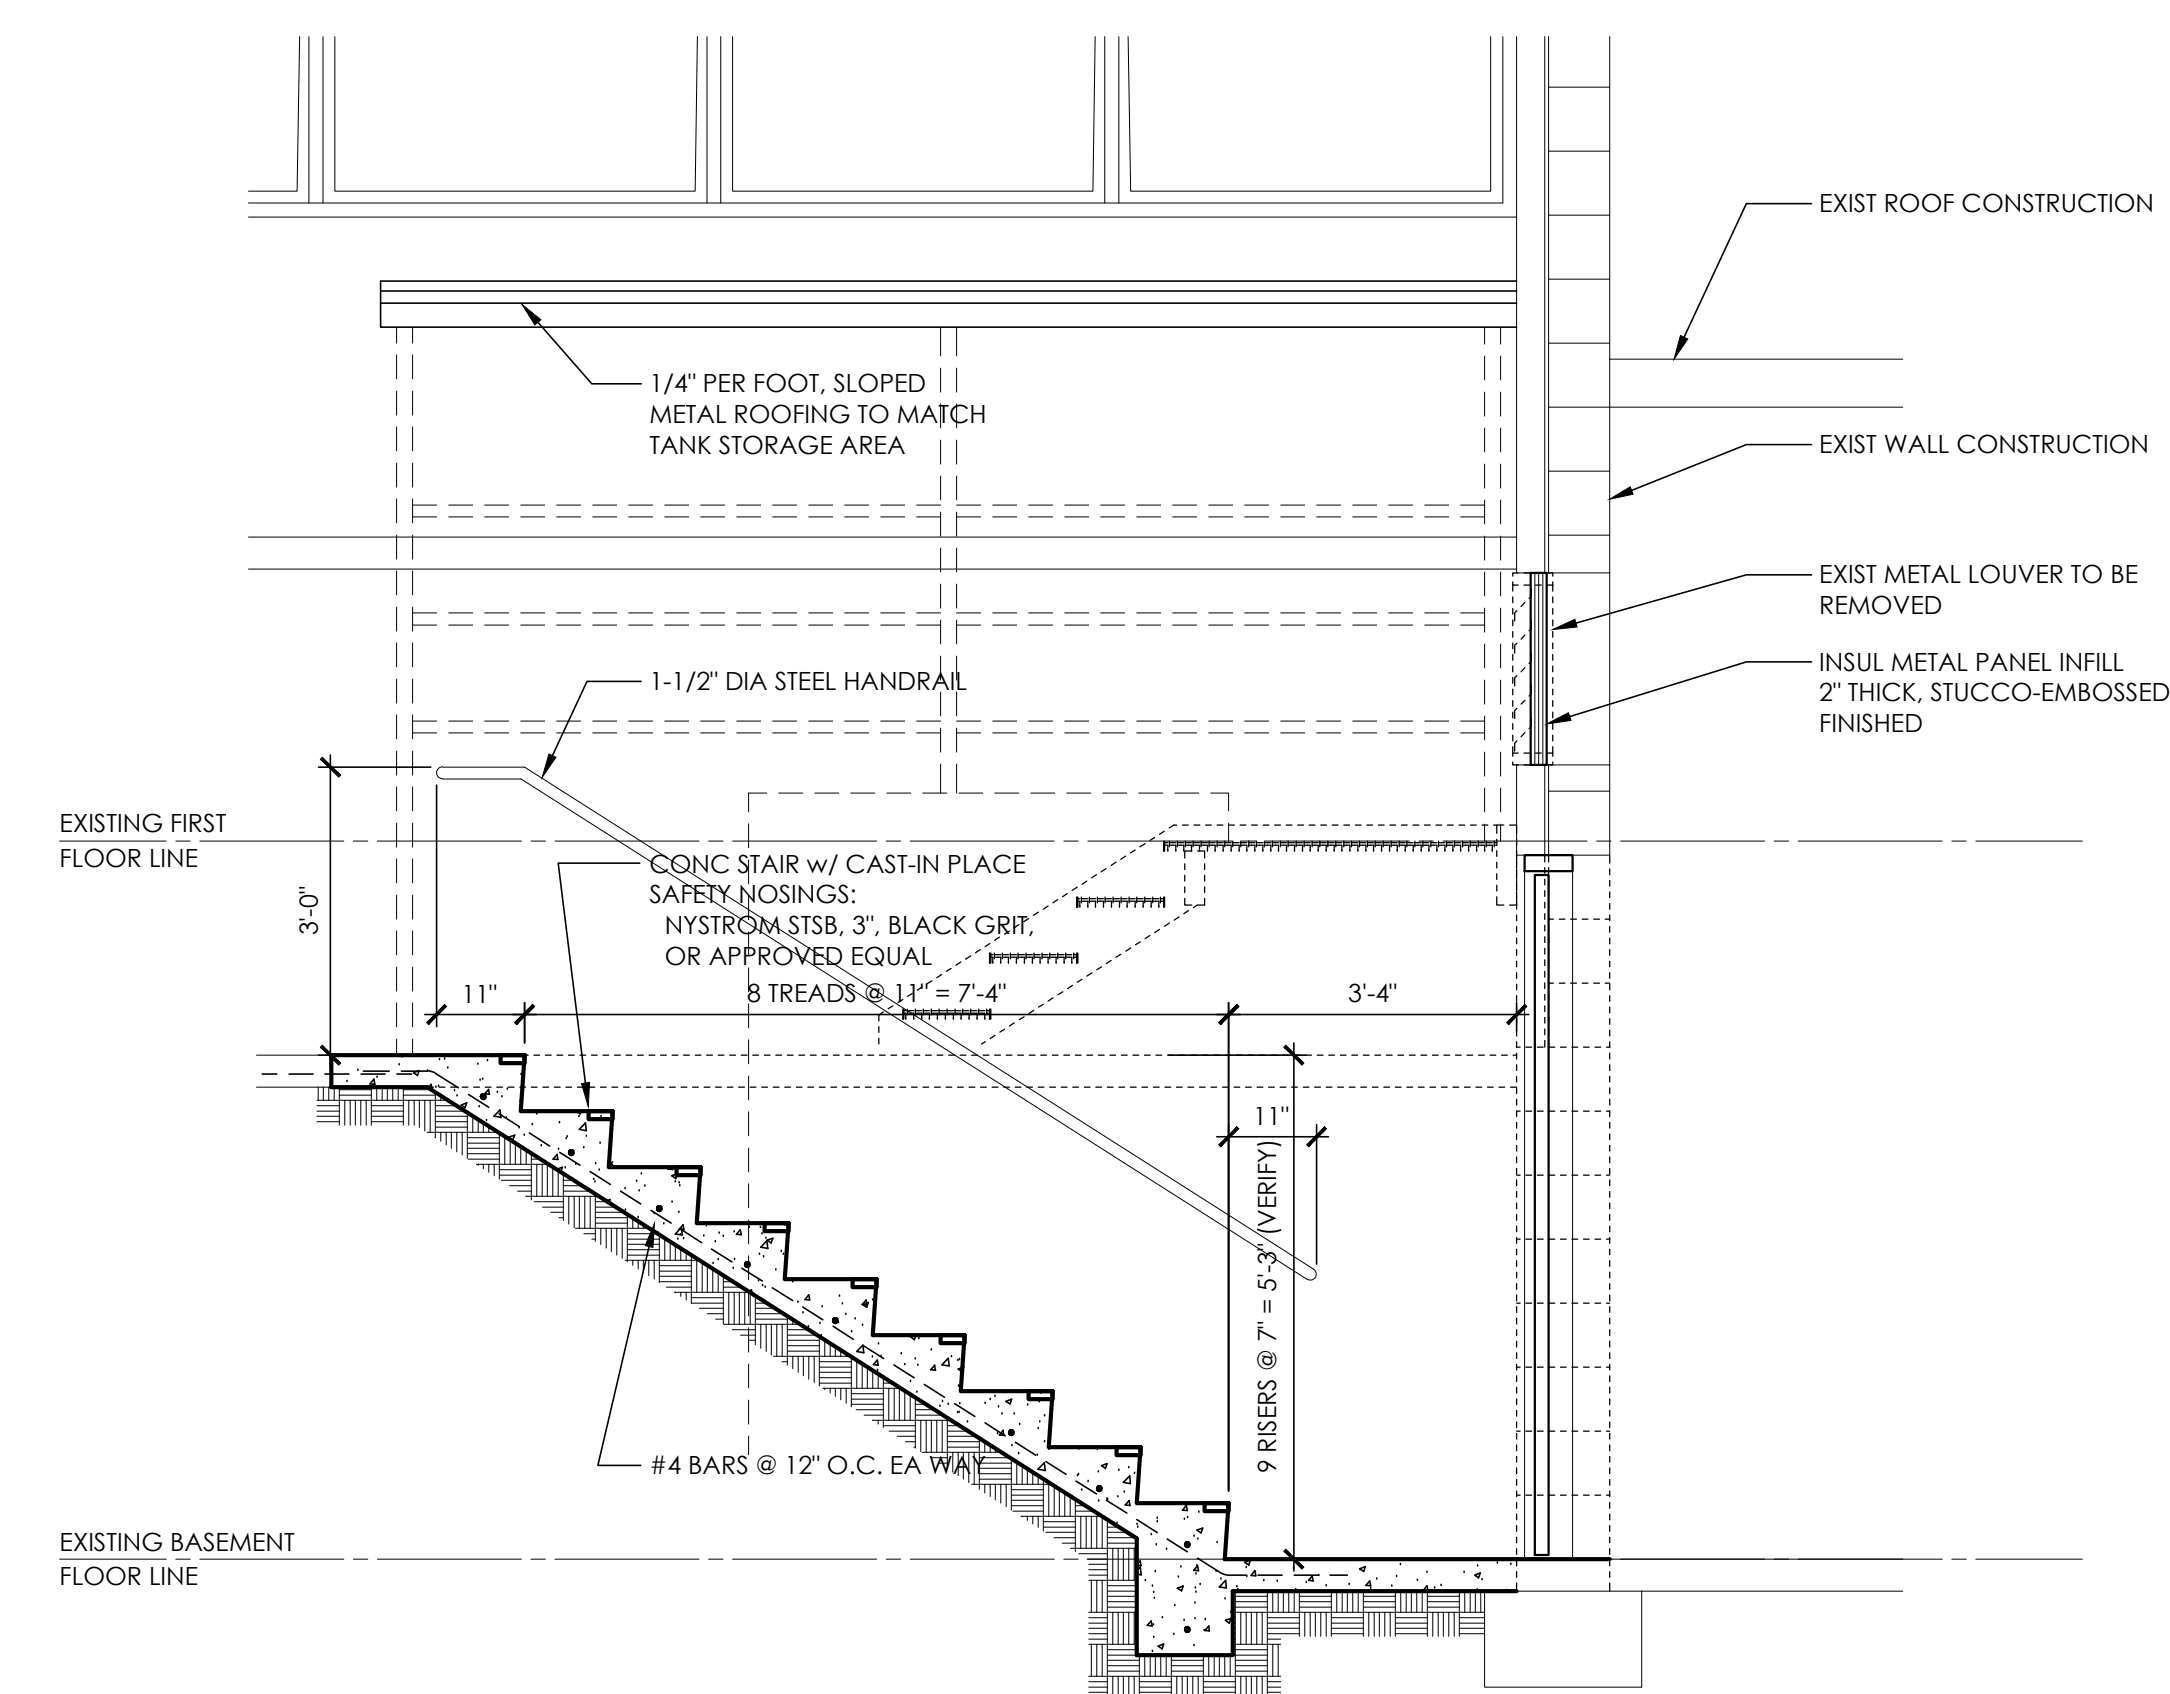 EXIST ROOF CONSTRUCTION
1/4" PER FOOT, SLOPED
METAL ROOFING TO MATCH
TANK STORAGE AREA
EXIST WALL CONSTRUCTION
EXIST METAL LOUVER TO BE
REMOVED
INSUL METAL PANEL INFILL
2" THICK, STUCCO-EMBOSSED
FINISHED
1-1/2" DIA STEEL HANDRAIL
EXISTING FIRST
FLOOR LINE
3'-0"
CONC STAIR w/ CAST-IN PLACE
SAFETY NOSINGS:
NYSTROM STSB, 3", BLACK GRIT,
OR APPROVED EQUAL
11"
8 TREADS @ 11" = 7'-4"
3'-4"
11"
9 RISERS @ 7" = 5'-3" (VERIFY)
#4 BARS @ 12" O.C. EA WAY
EXISTING BASEMENT
FLOOR LINE